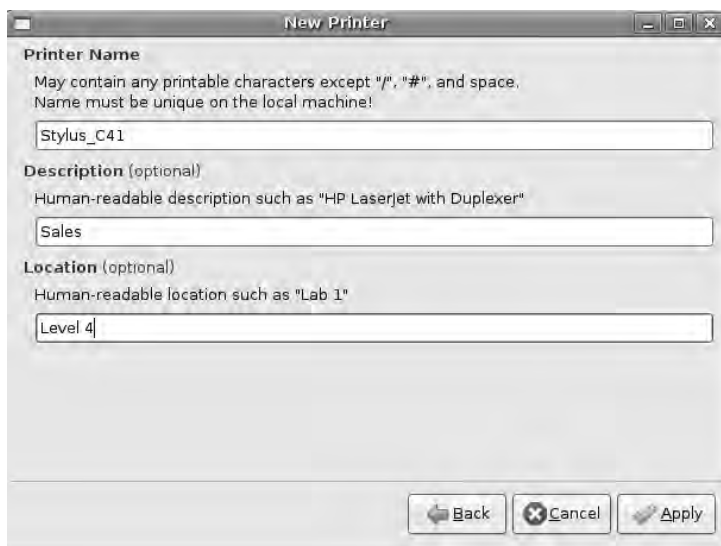 New Printer
Printer Name
May contain any printable characters except "/", "#", and space.
Name must be unique on the local machine!
Stylus_C41
Description (optional)
Human-readable description such as "HP LaserJet with Duplexer"
Sales
Location (optional)
Human-readable location such as "Lab 1"
Level 4
Back Cancel Apply